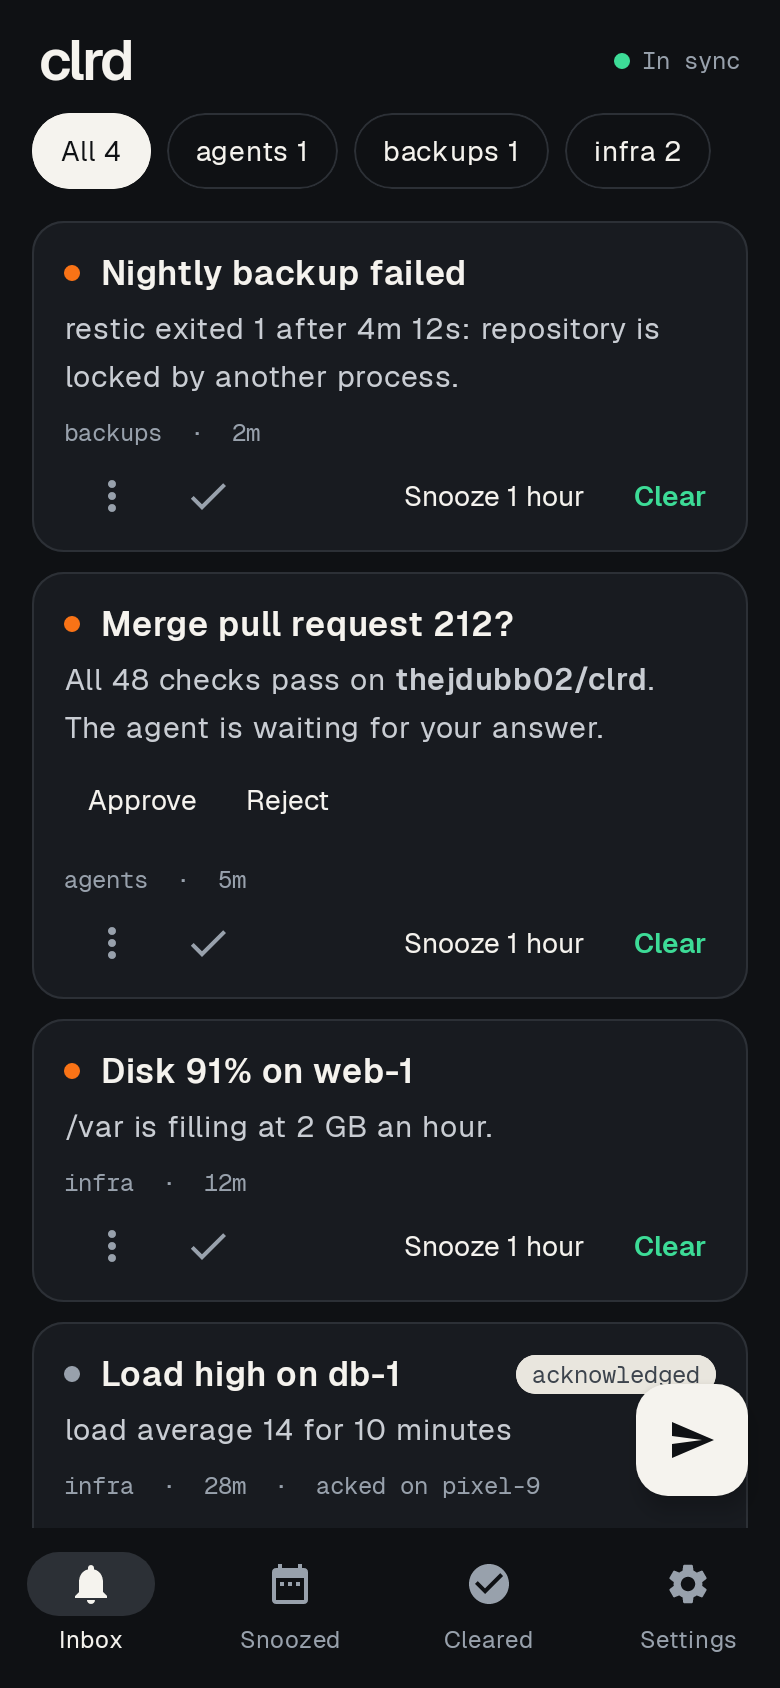 clrd
In sync
All 4
agents 1
backups 1
infra 2
Nightly backup failed
restic exited 1 after 4m 12s: repository is
locked by another process.
backups · 2m
Snooze 1 hour
Clear
Merge pull request 212?
All 48 checks pass on thejdubb02/clrd.
The agent is waiting for your answer.
Approve
Reject
agents · 5m
Snooze 1 hour
Clear
Disk 91% on web-1
/var is filling at 2 GB an hour.
infra · 12m
Snooze 1 hour
Clear
Load high on db-1
acknowledged
load average 14 for 10 minutes
infra · 28m · acked on pixel-9
Inbox
Snoozed
Cleared
Settings